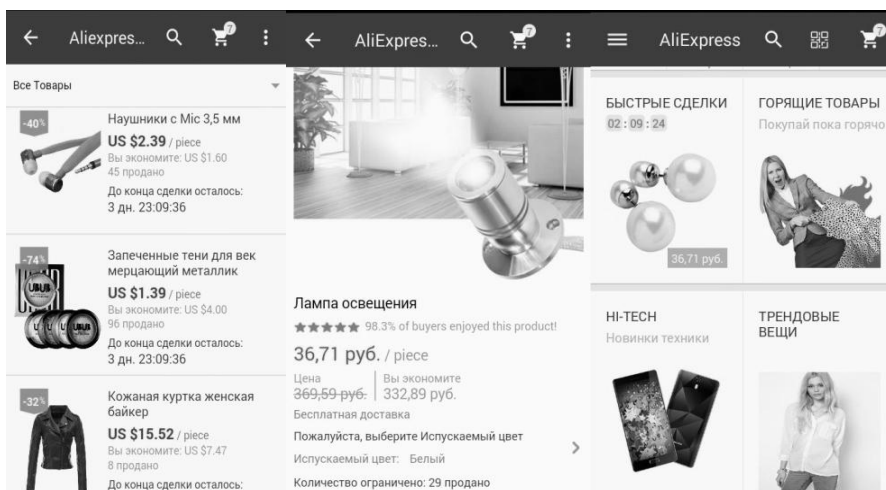 Aliexpres...
7
Все Товары
-40%
Наушники с Mic 3,5 мм
US $2.39 / piece
Вы экономите: US $1.60
45 продано
До конца сделки осталось:
3 дн. 23:09:36
-74%
Запеченные тени для век
мерцающий металлик
US $1.39 / piece
Вы экономите: US $4.00
96 продано
До конца сделки осталось:
3 дн. 23:09:36
-32%
Кожаная куртка женская
байкер
US $15.52 / piece
Вы экономите: US $7.47
8 продано
До конца сделки осталось:
AliExpres...
7
Лампа освещения
98.3% of buyers enjoyed this product!
36,71 руб. / piece
Цена
Вы экономите
369,59 руб.
332,89 руб.
Бесплатная доставка
Пожалуйста, выберите Испускаемый цвет
Испускаемый цвет: Белый
Количество ограничено: 29 продано
AliExpress
7
БЫСТРЫЕ СДЕЛКИ
02 : 09 : 24
36,71 руб.
ГОРЯЩИЕ ТОВАРЫ
Покупай пока горячо
HI-TECH
Новинки техники
ТРЕНДОВЫЕ
ВЕЩИ